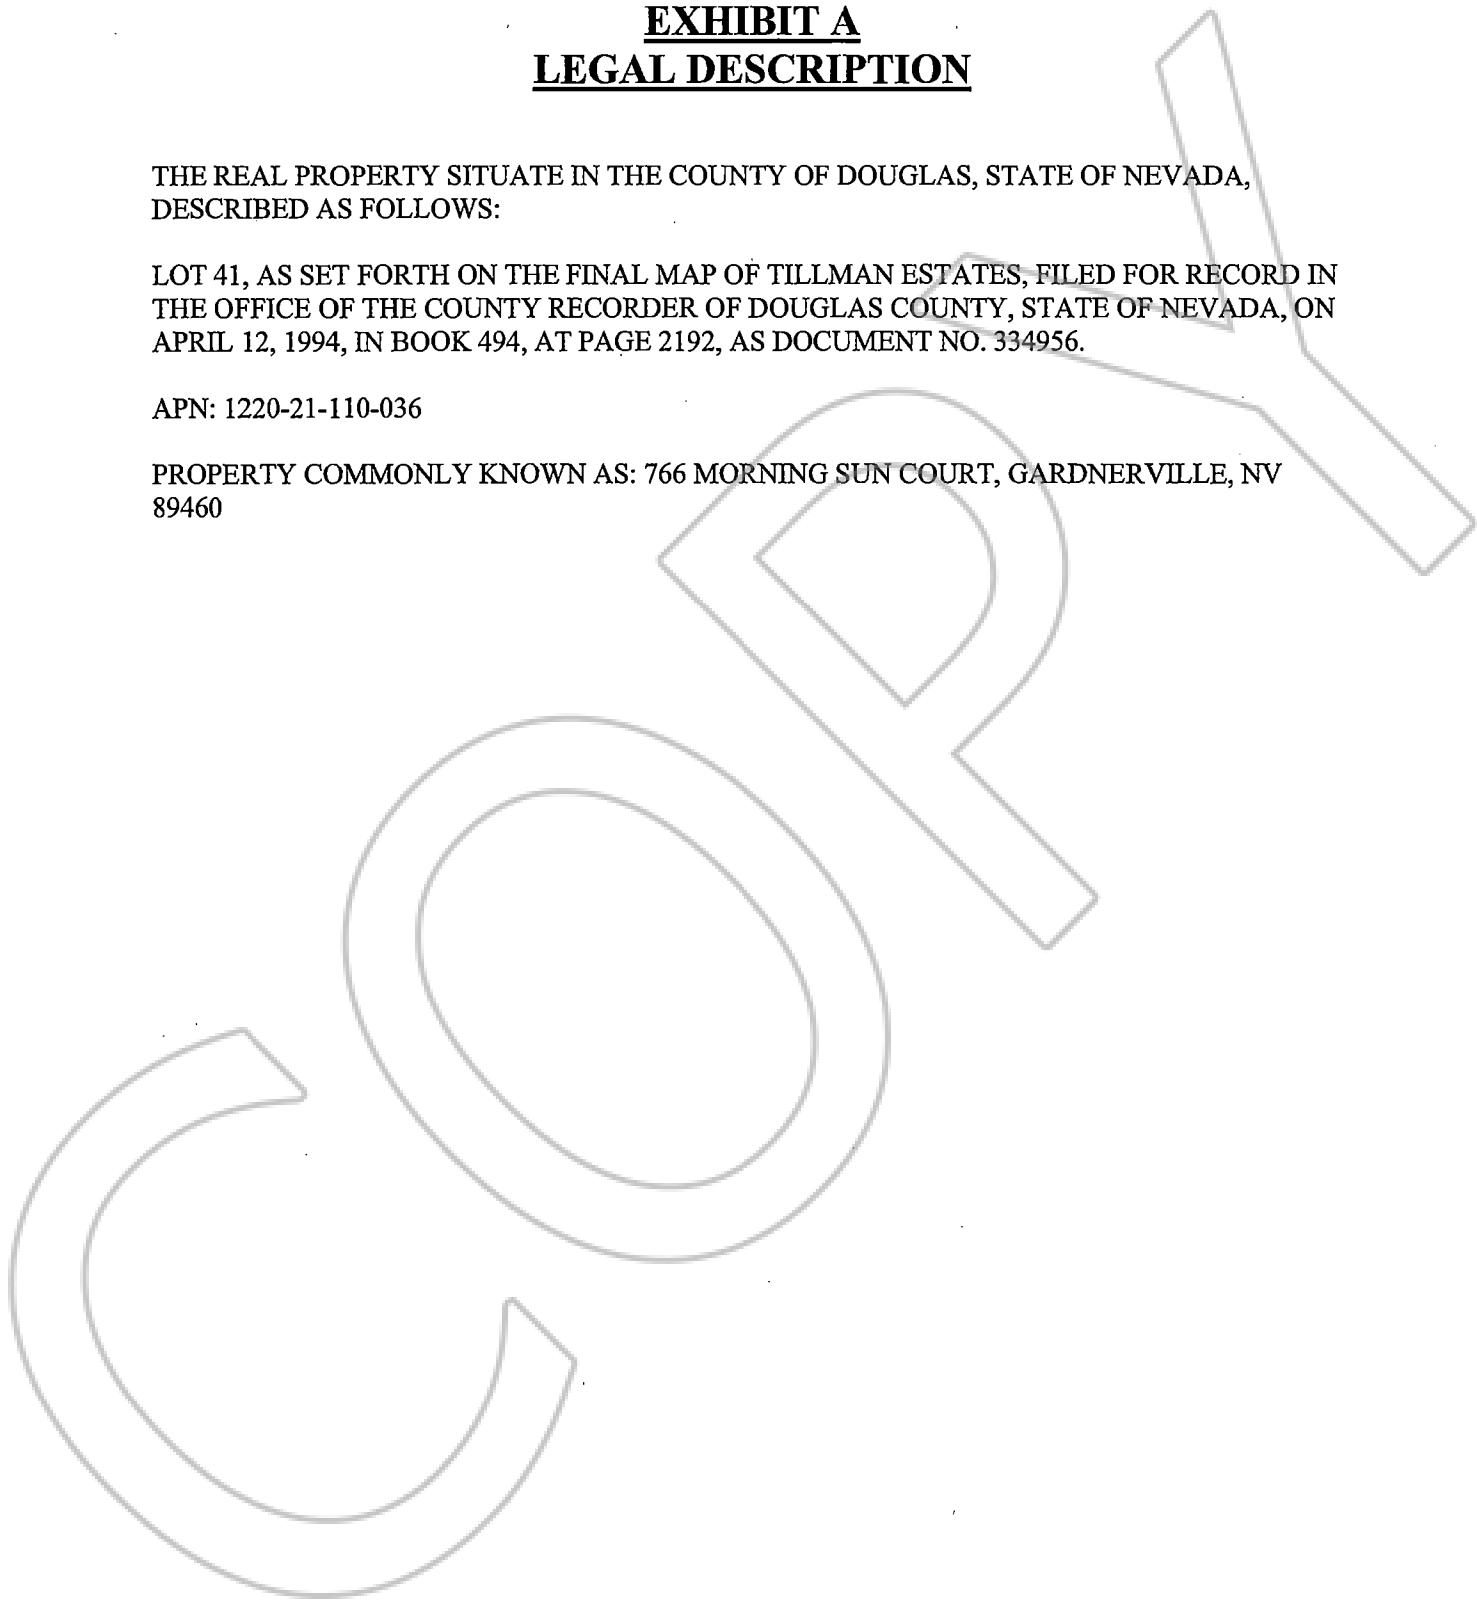 EXHIBIT A
LEGAL DESCRIPTION
THE REAL PROPERTY SITUATE IN THE COUNTY OF DOUGLAS, STATE OF NEVADA,
DESCRIBED AS FOLLOWS:
LOT 41, AS SET FORTH ON THE FINAL MAP OF TILLMAN ESTATES, FILED FOR RECORD IN
THE OFFICE OF THE COUNTY RECORDER OF DOUGLAS COUNTY, STATE OF NEVADA, ON
APRIL 12, 1994, IN BOOK 494, AT PAGE 2192, AS DOCUMENT NO. 334956.
APN: 1220-21-110-036
PROPERTY COMMONLY KNOWN AS: 766 MORNING SUN COURT, GARDNERVILLE, NV
89460
COPY